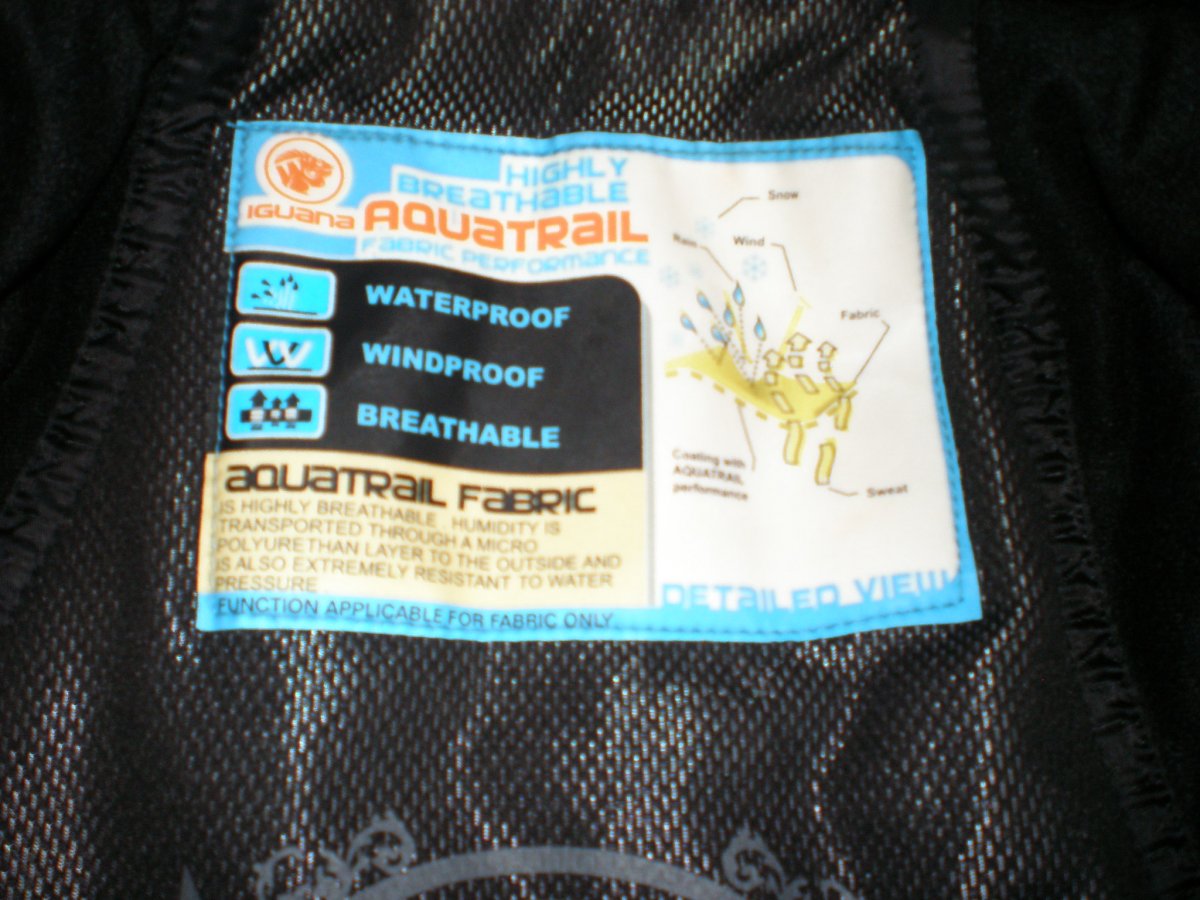 IGUana
HIGHLY
BREATHABLE
AQUATRAIL
FABRIC PERFORMANCE
WATERPROOF
WINDPROOF
BREATHABLE
AQUATRAIL FABRIC
IS HIGHLY BREATHABLE . HUMIDITY IS
TRANSPORTED THROUGH A MICRO
POLYURETHAN LAYER TO THE OUTSIDE AND
IS ALSO EXTREMELY RESISTANT TO WATER
PRESSURE
FUNCTION APPLICABLE FOR FABRIC ONLY
Snow
Rain
Wind
Fabric
Coating with
AQUATRAIL
performance
Sweat
DETAILED VIEW